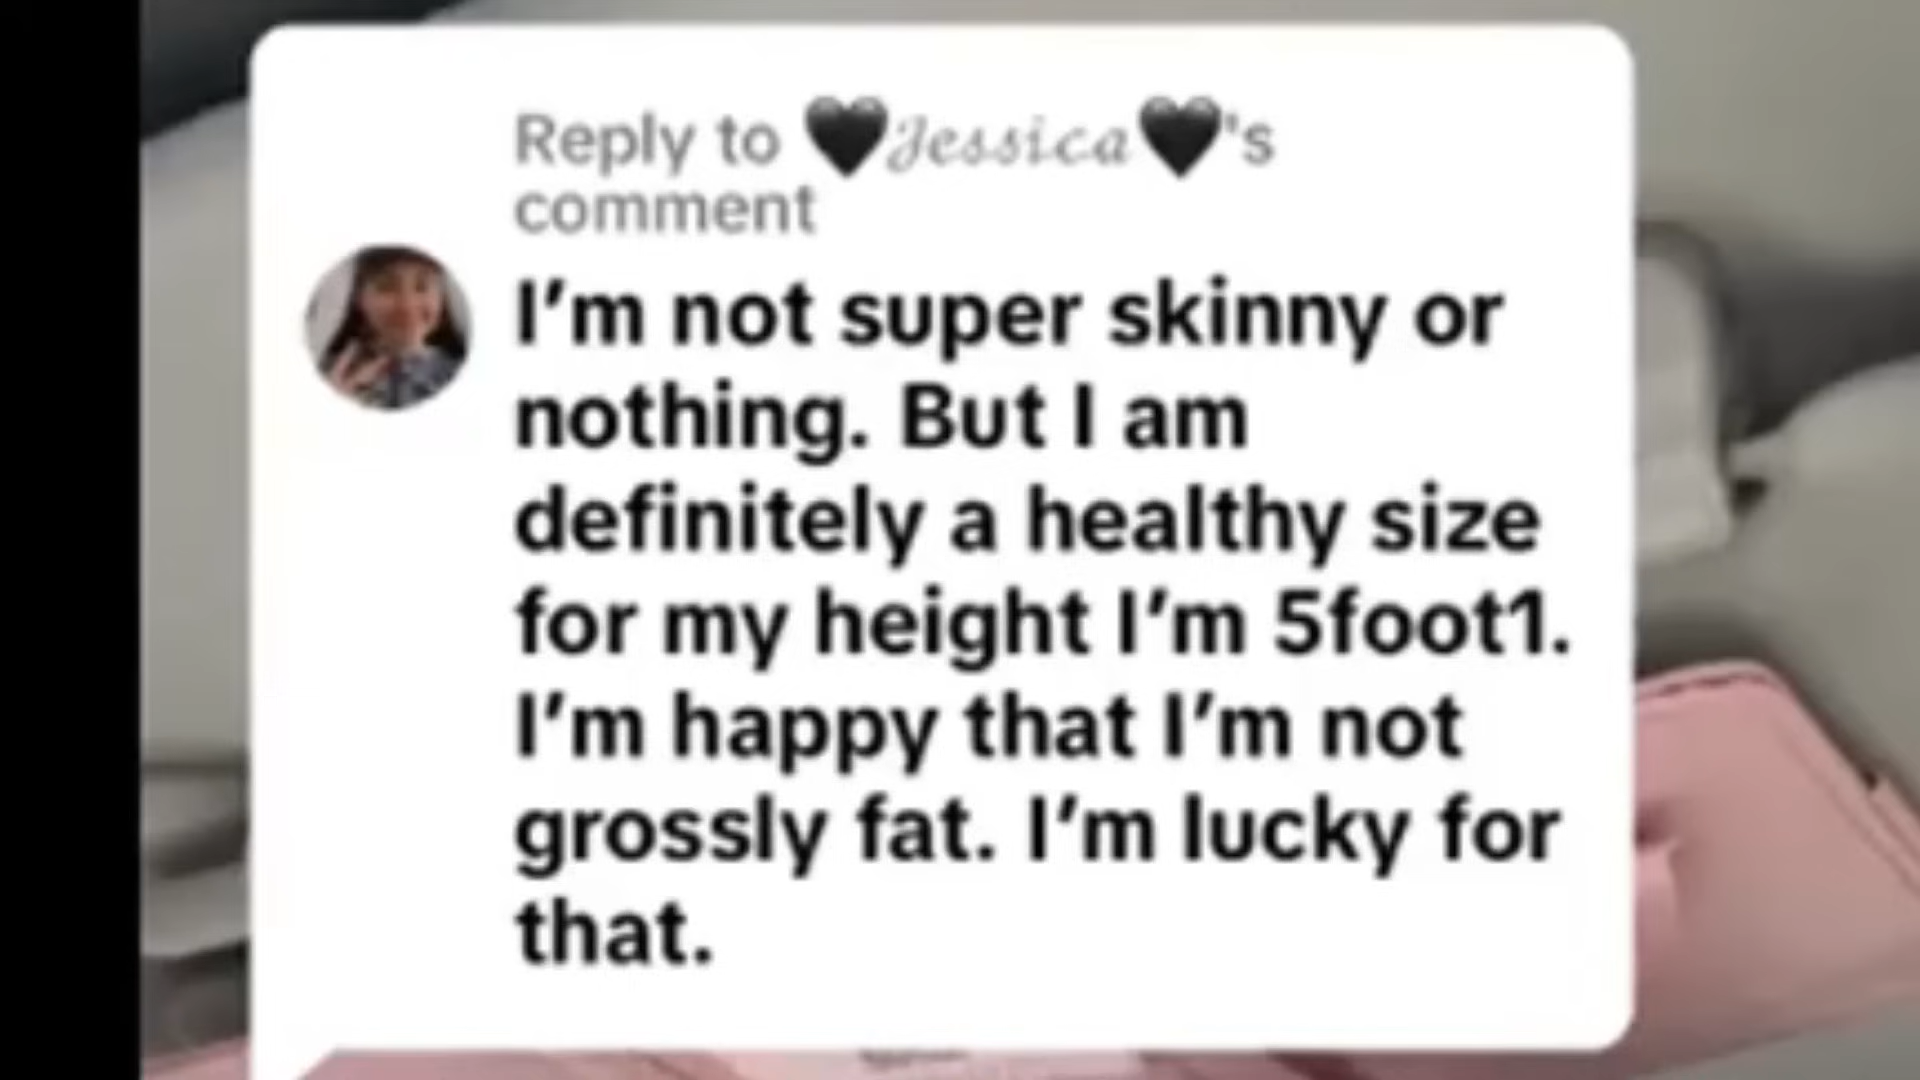 Reply to 🖤𝒥𝑒𝓈𝓈𝒾𝒸𝒶🖤's
comment
I'm not super skinny or
nothing. But I am
definitely a healthy size
for my height I'm 5foot1.
I'm happy that I'm not
grossly fat. I'm lucky for
that.